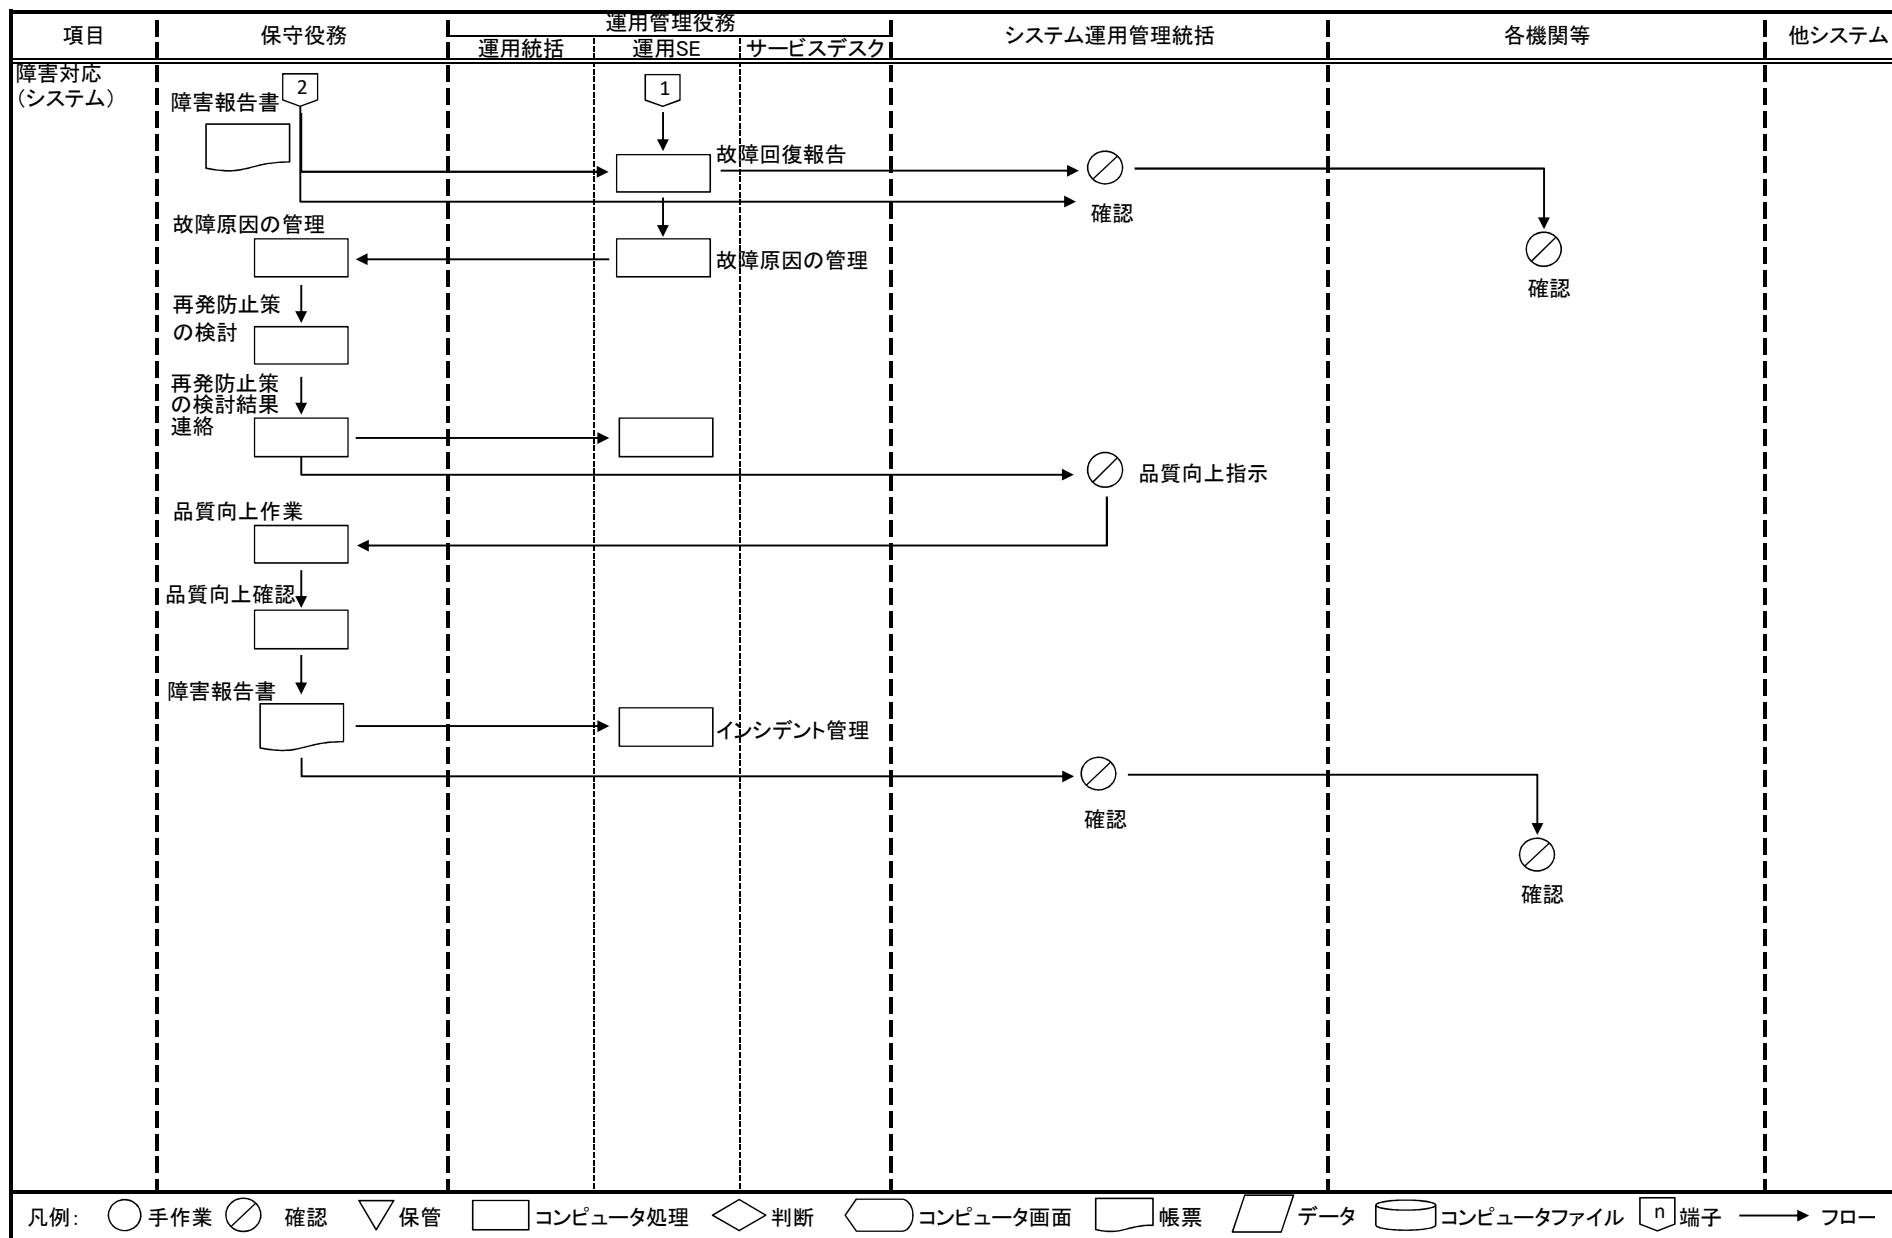 項目
保守役務
運用管理役務
運用統括
運用SE
サービスデスク
システム運用管理統括
各機関等
他システム
障害対応
（システム）
2
1
障害報告書
故障回復報告
確認
故障原因の管理
故障原因の管理
確認
再発防止策
の検討
再発防止策
の検討結果
連絡
品質向上指示
品質向上作業
品質向上確認
障害報告書
インシデント管理
確認
確認
凡例： 手作業 確認 保管 コンピュータ処理 判断 コンピュータ画面 帳票 データ コンピュータファイル n 端子 フロー